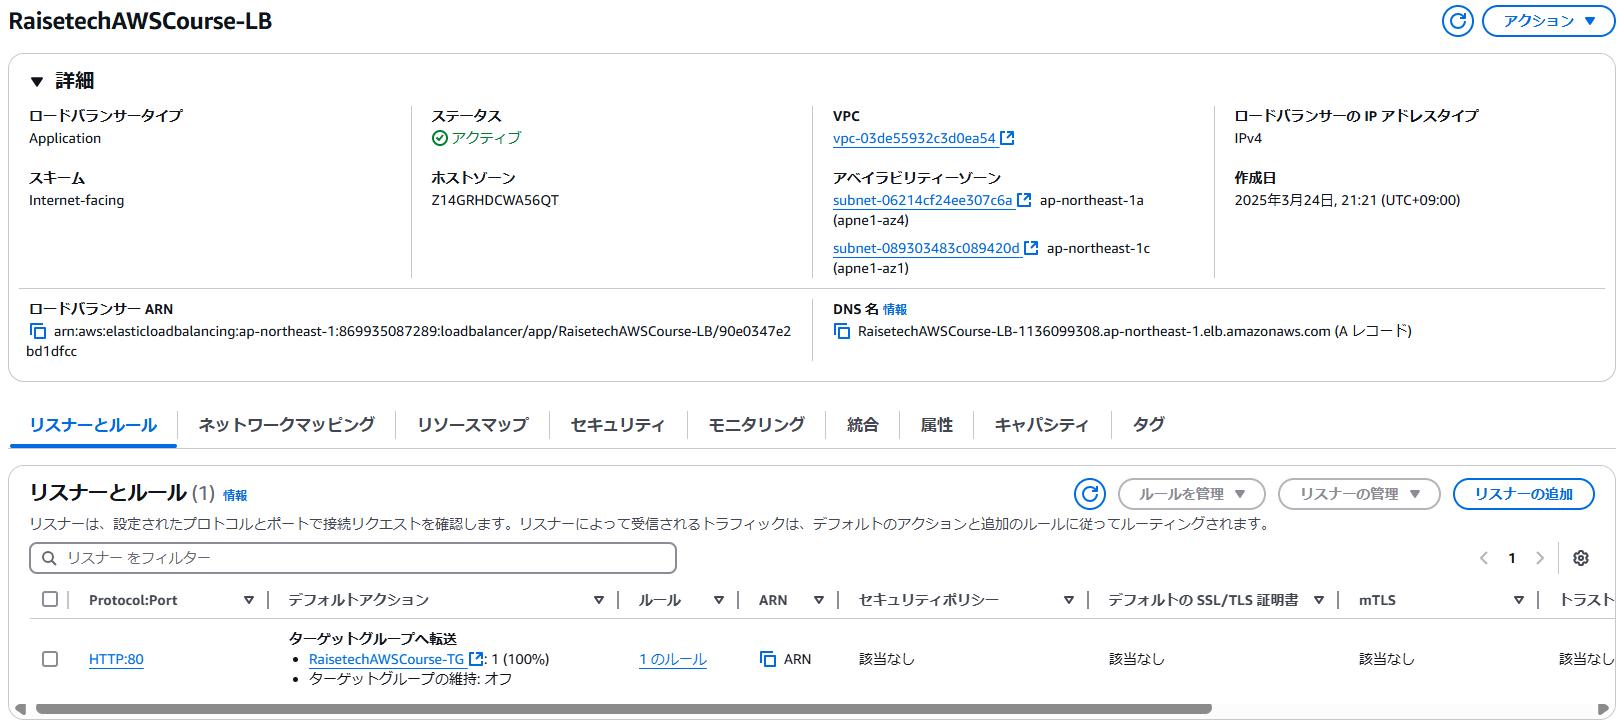 RaisetechAWSCourse-LB
アクション
詳細
ロードバランサータイプ
Application
ステータス
アクティブ
VPC
vpc-03de55932c3d0ea54
ロードバランサーの IP アドレスタイプ
IPv4
スキーム
Internet-facing
ホストゾーン
Z14GRHDCWA56QT
アベイラビリティーゾーン
subnet-06214cf24ee307c6a ap-northeast-1a
(apne1-az4)
subnet-089303483c089420d ap-northeast-1c
(apne1-az1)
作成日
2025年3月24日, 21:21 (UTC+09:00)
ロードバランサー ARN
arn:aws:elasticloadbalancing:ap-northeast-1:869935087289:loadbalancer/app/RaisetechAWSCourse-LB/90e0347e2
bd1dfcc
DNS 名 情報
RaisetechAWSCourse-LB-1136099308.ap-northeast-1.elb.amazonaws.com (A レコード)
リスナーとルール ネットワークマッピング リソースマップ セキュリティ モニタリング 統合 属性 キャパシティ タグ
リスナーとルール (1) 情報
ルールを管理 リスナーの管理 リスナーの追加
リスナーは、設定されたプロトコルとポートで接続リクエストを確認します。リスナーによって受信されるトラフィックは、デフォルトのアクションと追加のルールに従ってルーティングされます。
リスナー をフィルター
1
Protocol:Port デフォルトアクション ルール ARN セキュリティポリシー デフォルトの SSL/TLS 証明書 mTLS トラスト
HTTP:80
ターゲットグループへ転送
• RaisetechAWSCourse-TG : 1 (100%)
• ターゲットグループの維持: オフ
1 のルール
ARN
該当なし
該当なし
該当なし
該当なし